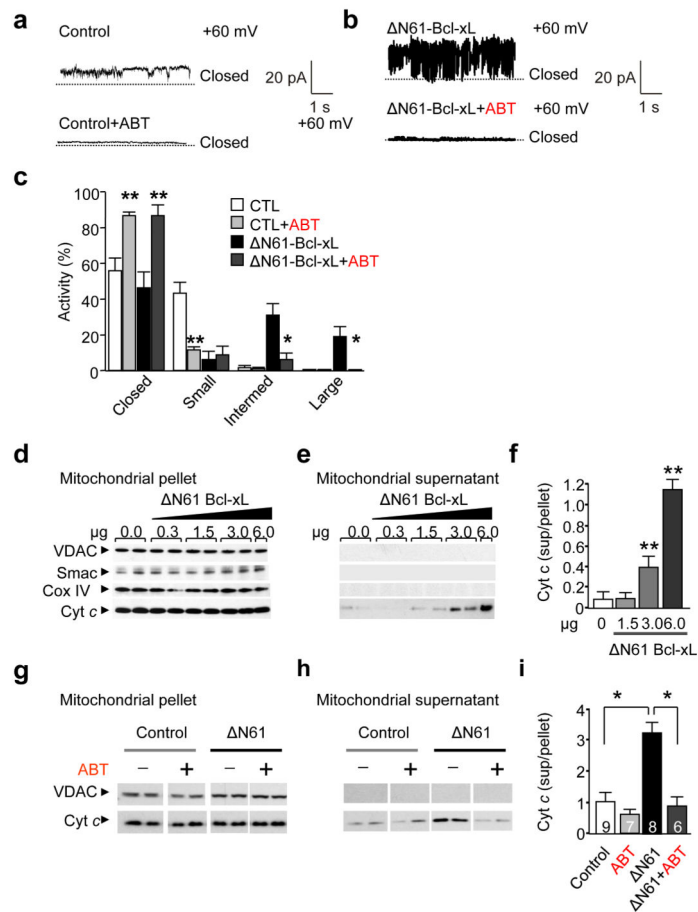 a
Control +60 mV
Closed
20 pA
1 s
Control+ABT +60 mV
Closed
b
ΔN61-Bcl-xL +60 mV
Closed
20 pA
1 s
ΔN61-Bcl-xL+ABT +60 mV
Closed
c
Activity (%)
100
80
60
40
20
0
** **
**
*
*
CTL
CTL+ABT
ΔN61-Bcl-xL
ΔN61-Bcl-xL+ABT
Closed
Small
Intermed
Large
d
Mitochondrial pellet
ΔN61 Bcl-xL
µg 0.0 0.3 1.5 3.0 6.0
VDAC
Smac
Cox IV
Cyt c
e
Mitochondrial supernatant
ΔN61 Bcl-xL
µg 0.0 0.3 1.5 3.0 6.0
f
Cyt c (sup/pellet)
1.2
1.0
0.8
0.6
0.4
0.2
0
**
**
0 1.5 3.0 6.0
µg
ΔN61 Bcl-xL
g
Mitochondrial pellet
Control ΔN61
ABT − + − +
VDAC
Cyt c
h
Mitochondrial supernatant
Control ΔN61
− + − +
i
Cyt c (sup/pellet)
4
3
2
1
0
* *
9 7 8 6
Control
ABT
ΔN61
ΔN61+ABT